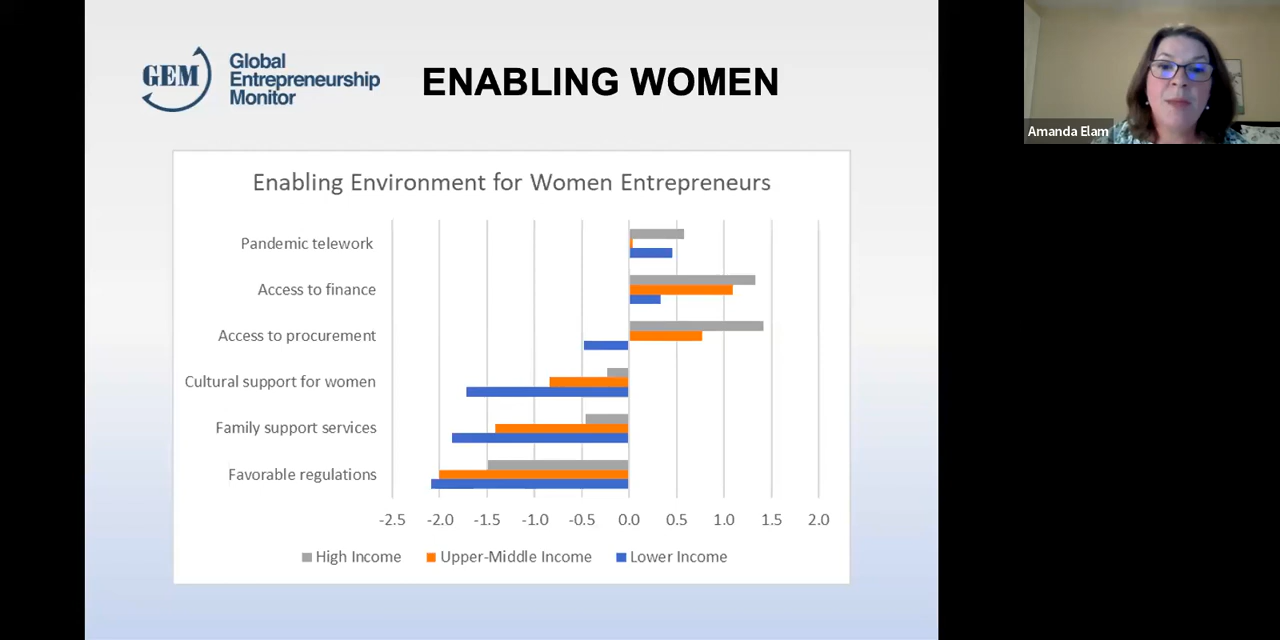 GEM
Global
Entrepreneurship
Monitor
ENABLING WOMEN
Amanda Elam
Enabling Environment for Women Entrepreneurs
Pandemic telework
Access to finance
Access to procurement
Cultural support for women
Family support services
Favorable regulations
-2.5 -2.0 -1.5 -1.0 -0.5 0.0 0.5 1.0 1.5 2.0
High Income Upper-Middle Income Lower Income